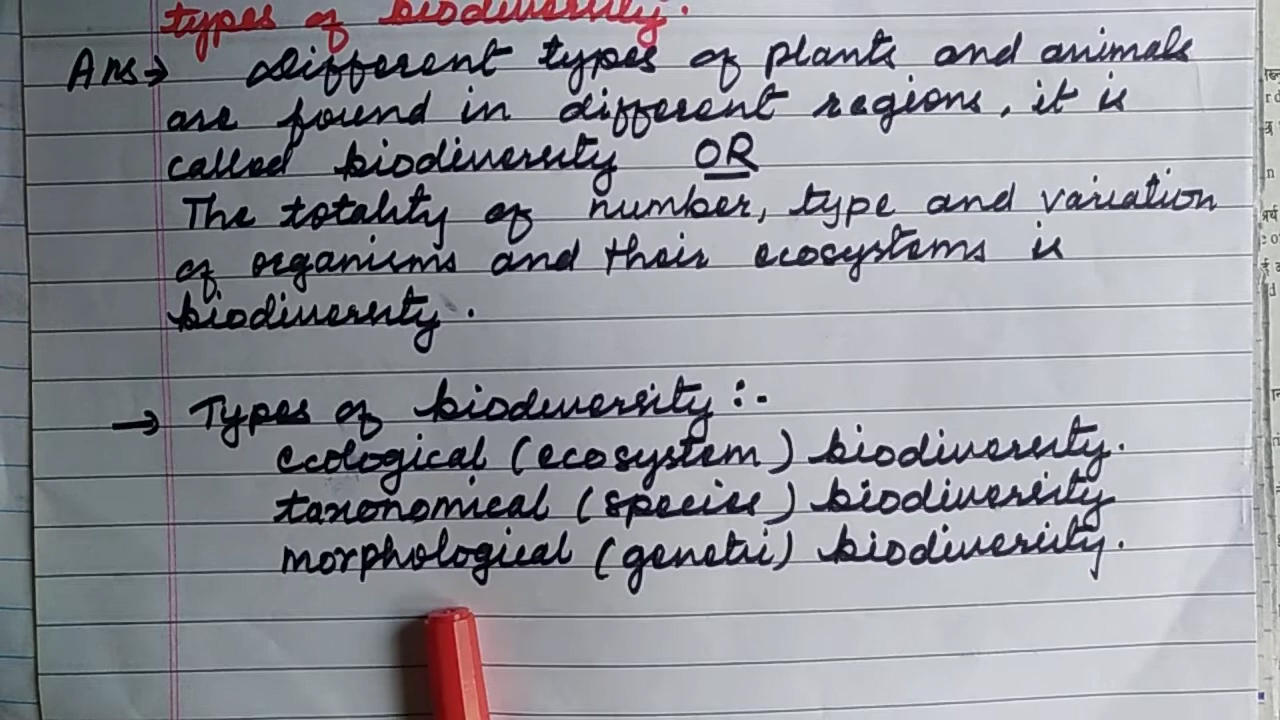 types of biodiversity.
Ans→ Different types of plants and animals
are found in different regions, it is
called biodiversity OR
The totality of number, type and variation
of organisms and their ecosystems is
biodiversity.
→ Types of biodiversity :-
ecological (ecosystem) biodiversity.
taxonomical (species) biodiversity
morphological (genetic) biodiversity.